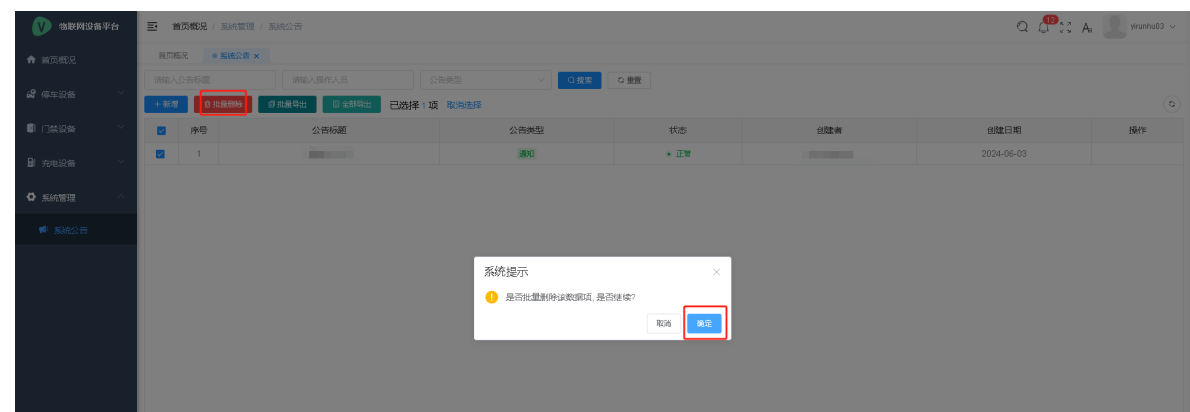 V 物联网设备平台
首页概况 / 系统管理 / 系统公告
12
yirunhu03
首页概况
首页概况
系统公告 ×
请输入公告标题
请输入操作人员
公告类型
搜索
重置
停车设备
+ 新增
批量删除
批量导出
全部导出
已选择 1 项 取消选择
门禁设备
序号 公告标题 公告类型 状态 创建者 创建日期 操作
1 通知 正常 2024-06-03
充电设备
系统管理
系统公告
系统提示 ×
! 是否批量删除该数据项, 是否继续?
取消 确定